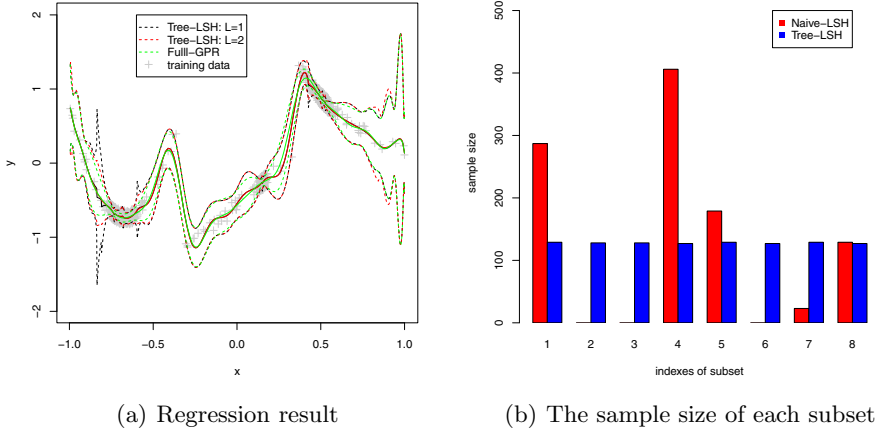 Tree-LSH: L=1
Tree-LSH: L=2
Fulll-GPR
training data
2
1
0
−1
−2
y
−1.0 −0.5 0.0 0.5 1.0
x
(a) Regression result
Naive-LSH
Tree-LSH
500
400
300
200
100
0
sample size
1 2 3 4 5 6 7 8
indexes of subset
(b) The sample size of each subset